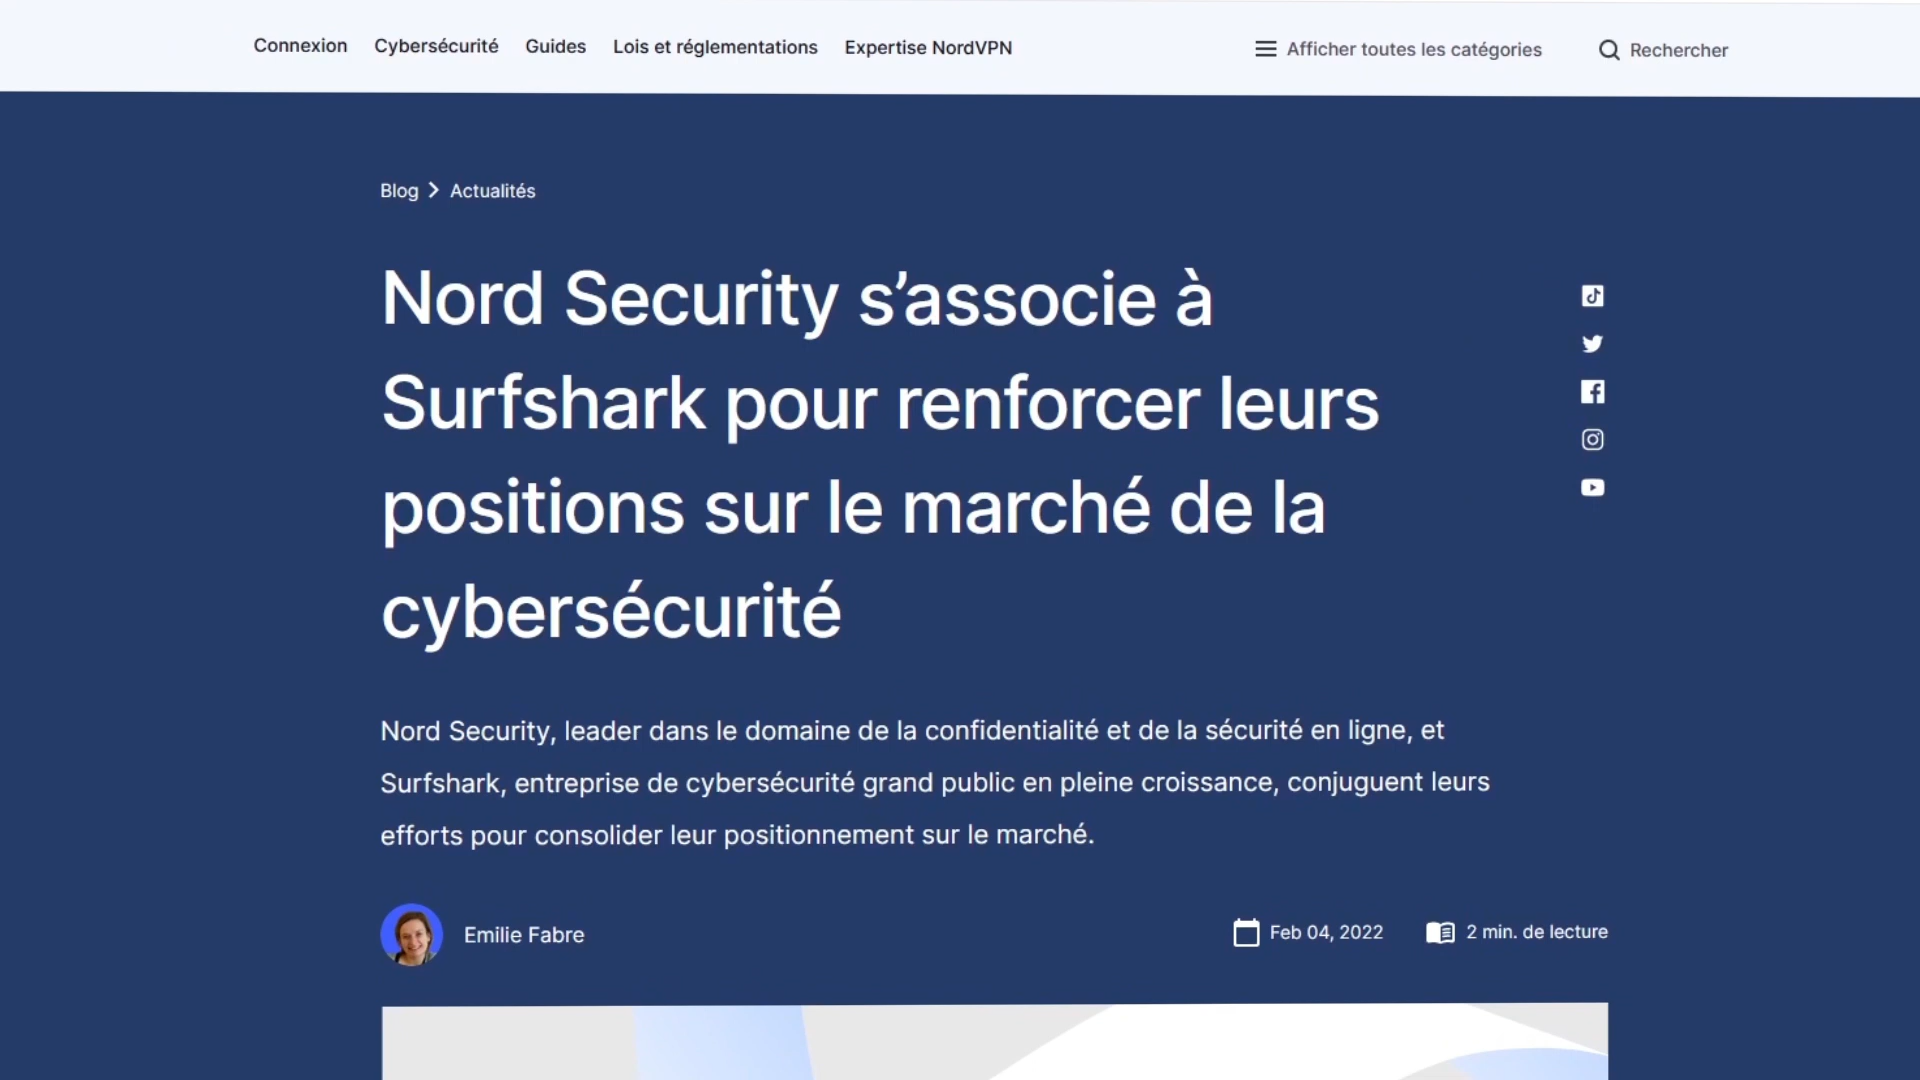 Connexion Cybersécurité Guides Lois et réglementations Expertise NordVPN Afficher toutes les catégories Rechercher
Blog Actualités
Nord Security s’associe à
Surfshark pour renforcer leurs
positions sur le marché de la
cybersécurité
Nord Security, leader dans le domaine de la confidentialité et de la sécurité en ligne, et
Surfshark, entreprise de cybersécurité grand public en pleine croissance, conjuguent leurs
efforts pour consolider leur positionnement sur le marché.
Emilie Fabre Feb 04, 2022 2 min. de lecture